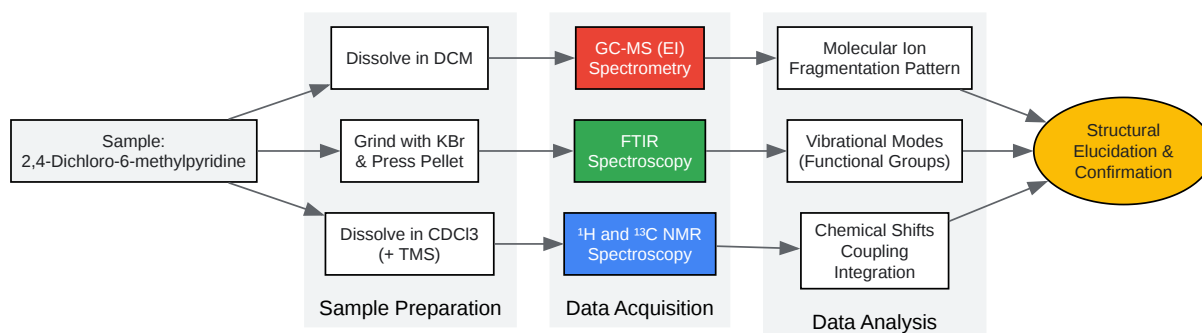 Sample:
2,4-Dichloro-6-methylpyridine
Dissolve in DCM
Grind with KBr
& Press Pellet
Dissolve in CDCl3
(+ TMS)
Sample Preparation
GC-MS (EI)
Spectrometry
FTIR
Spectroscopy
¹H and ¹³C NMR
Spectroscopy
Data Acquisition
Molecular Ion
Fragmentation Pattern
Vibrational Modes
(Functional Groups)
Chemical Shifts
Coupling
Integration
Data Analysis
Structural
Elucidation &
Confirmation